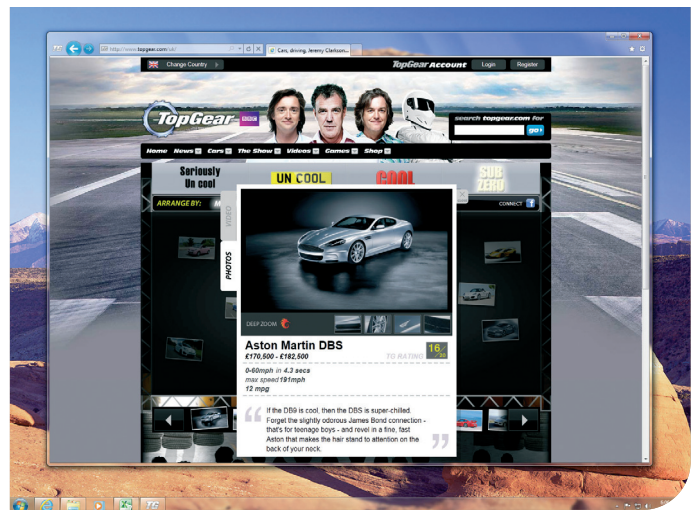 TG
http://www.topgear.com/uk/
Cars, driving, Jeremy Clarkson...
Change Country
TopGear Account
Login
Register
TopGear
BBC
search topgear.com for
go
Home News Cars The Show Videos Games Shop
Seriously
Un cool
UN COOL
COOL
SUB
ZERO
ARRANGE BY:
CONNECT f
VIDEO
PHOTOS
DEEP ZOOM
Aston Martin DBS
£170,500 - £182,500
TG RATING
16/20
0-60mph in 4.3 secs
max speed 191mph
12 mpg
If the DB9 is cool, then the DBS is super-chilled.
Forget the slightly odorous James Bond connection -
that's for teenage boys - and revel in a fine, fast
Aston that makes the hair stand to attention on the
back of your neck.
TG